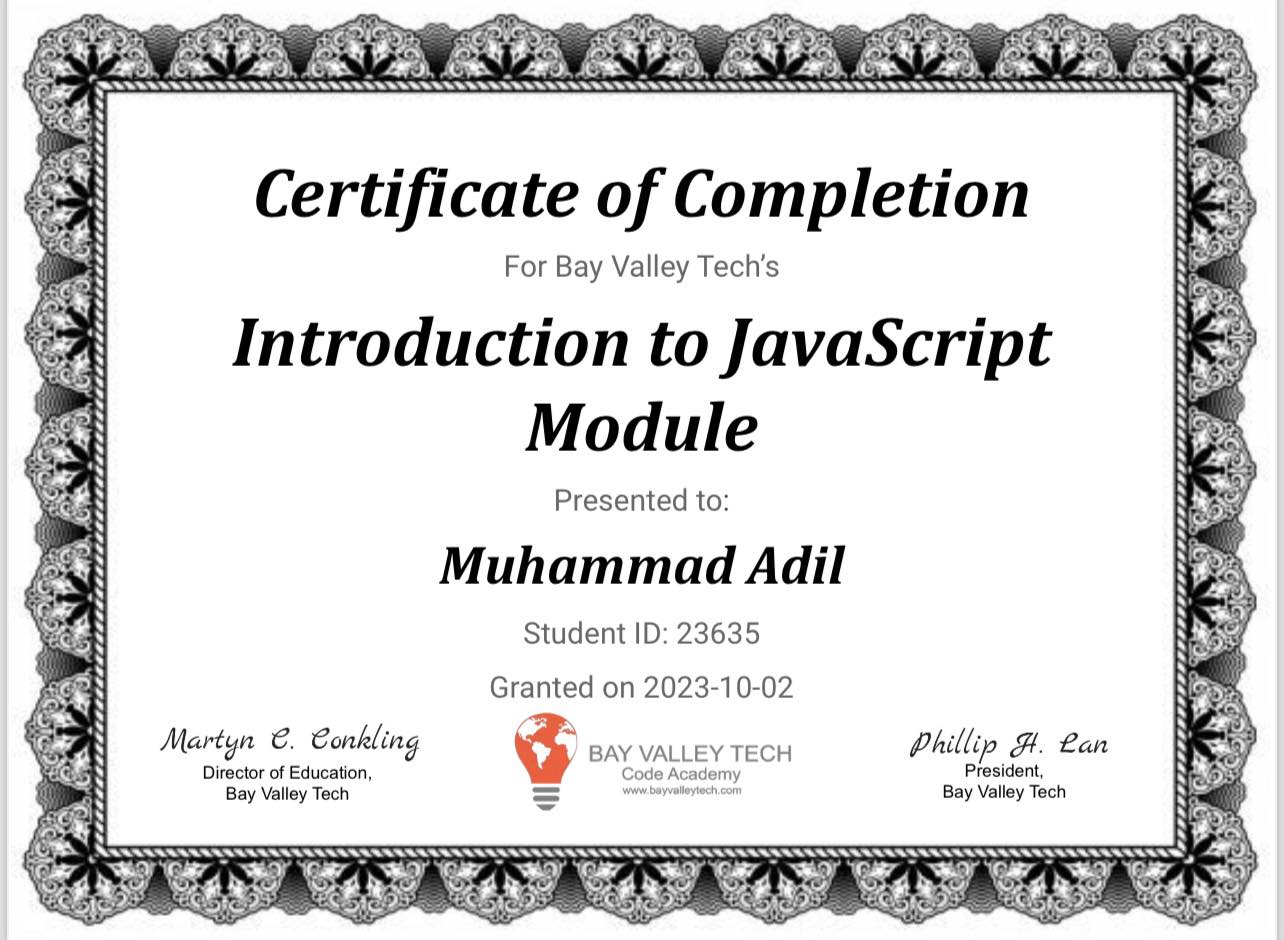 Certificate of Completion
For Bay Valley Tech’s
Introduction to JavaScript
Module
Presented to:
Muhammad Adil
Student ID: 23635
Granted on 2023-10-02
Martyn C. Conkling
Director of Education,
Bay Valley Tech
BAY VALLEY TECH
Code Academy
www.bayvalleytech.com
Phillip H. Lan
President,
Bay Valley Tech